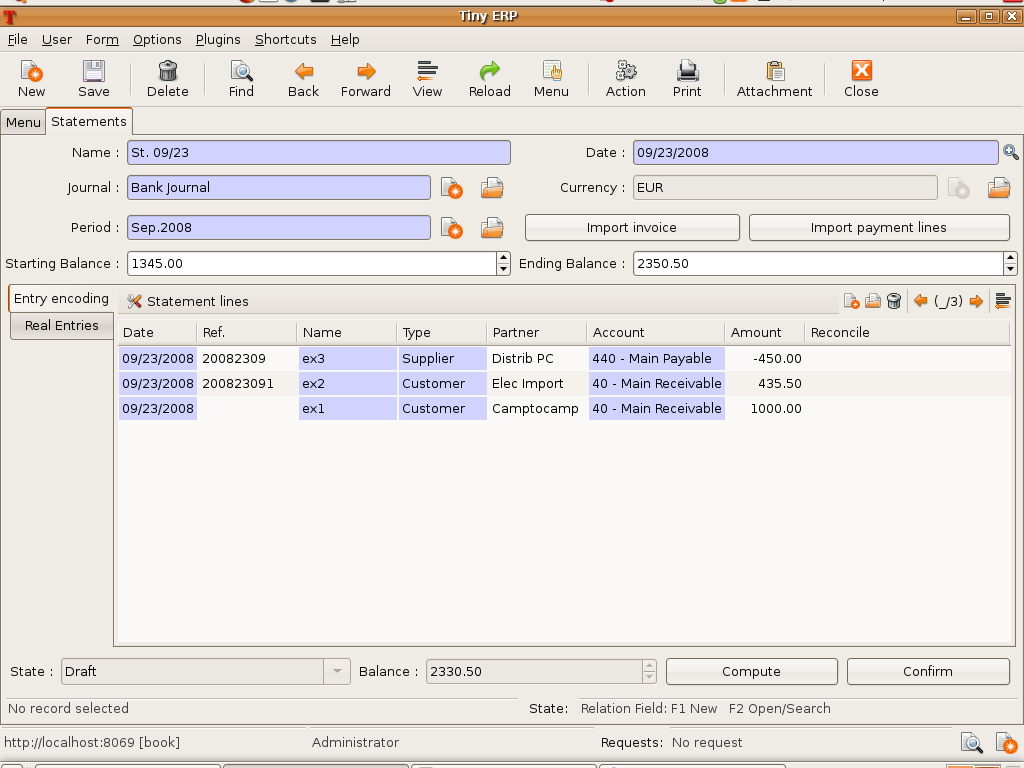 Tiny ERP
File User Form Options Plugins Shortcuts Help
New Save Delete Find Back Forward View Reload Menu Action Print Attachment Close
Menu Statements
Name : St. 09/23 Date : 09/23/2008
Journal : Bank Journal Currency : EUR
Period : Sep.2008 Import invoice Import payment lines
Starting Balance : 1345.00 Ending Balance : 2350.50
Entry encoding Statement lines (_/3)
Real Entries
Date Ref. Name Type Partner Account Amount Reconcile
09/23/2008 20082309 ex3 Supplier Distrib PC 440 - Main Payable -450.00
09/23/2008 200823091 ex2 Customer Elec Import 40 - Main Receivable 435.50
09/23/2008 ex1 Customer Camptocamp 40 - Main Receivable 1000.00
State : Draft Balance : 2330.50 Compute Confirm
No record selected State: Relation Field: F1 New F2 Open/Search
http://localhost:8069 [book] Administrator Requests: No request